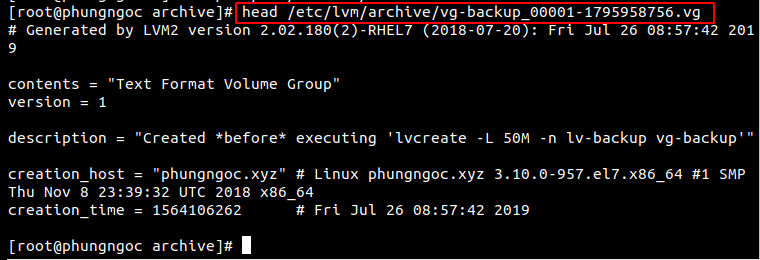 [root@phungngoc archive]# head /etc/lvm/archive/vg-backup_00001-1795958756.vg
# Generated by LVM2 version 2.02.180(2)-RHEL7 (2018-07-20): Fri Jul 26 08:57:42 201
9
contents = "Text Format Volume Group"
version = 1
description = "Created *before* executing 'lvcreate -L 50M -n lv-backup vg-backup'"
creation_host = "phungngoc.xyz" # Linux phungngoc.xyz 3.10.0-957.el7.x86_64 #1 SMP
Thu Nov 8 23:39:32 UTC 2018 x86_64
creation_time = 1564106262      # Fri Jul 26 08:57:42 2019
[root@phungngoc archive]#